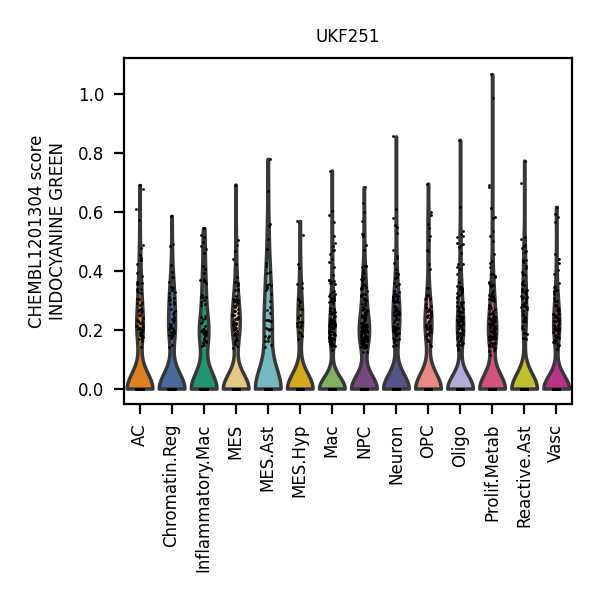 UKF251
CHEMBL1201304 score
INDOCYANINE GREEN
1.0
0.8
0.6
0.4
0.2
0.0
AC
Chromatin.Reg
Inflammatory.Mac
MES
MES.Ast
MES.Hyp
Mac
NPC
Neuron
OPC
Oligo
Prolif.Metab
Reactive.Ast
Vasc